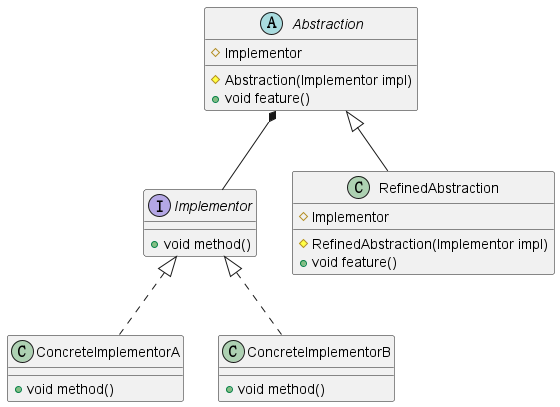 A Abstraction
Implementor
Abstraction(Implementor impl)
void feature()
I Implementor
void method()
C RefinedAbstraction
Implementor
RefinedAbstraction(Implementor impl)
void feature()
C ConcreteImplementorA
void method()
C ConcreteImplementorB
void method()